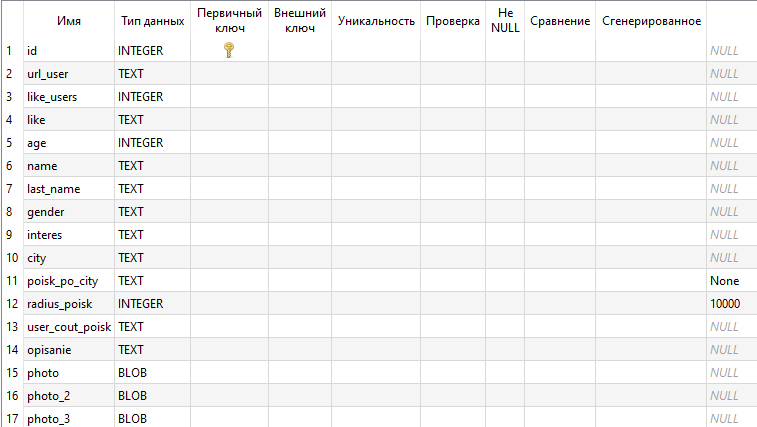 Имя Тип данных Первичный ключ Внешний ключ Уникальность Проверка Не NULL Сравнение Сгенерированное
1 id INTEGER NULL
2 url_user TEXT NULL
3 like_users INTEGER NULL
4 like TEXT NULL
5 age INTEGER NULL
6 name TEXT NULL
7 last_name TEXT NULL
8 gender TEXT NULL
9 interes TEXT NULL
10 city TEXT NULL
11 poisk_po_city TEXT None
12 radius_poisk INTEGER 10000
13 user_cout_poisk TEXT NULL
14 opisanie TEXT NULL
15 photo BLOB NULL
16 photo_2 BLOB NULL
17 photo_3 BLOB NULL